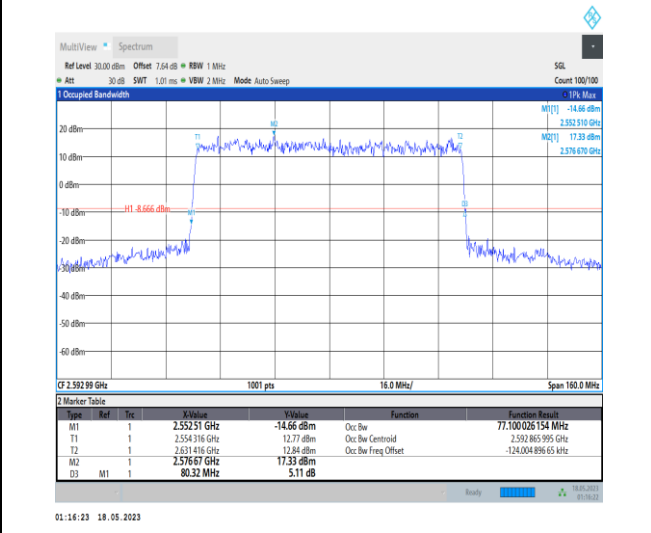 MultiView Spectrum
Ref Level 30.00 dBm Offset 7.64 dB RBW 1 MHz SGL
Att 30 dB SWT 1.01 ms VBW 2 MHz Mode Auto Sweep Count 100/100
1 Occupied Bandwidth 1Pk Max
M1[1] -14.66 dBm
2.552 510 GHz
M2[1] 17.33 dBm
2.576 670 GHz
20 dBm
T1
M2
T2
10 dBm
0 dBm
-10 dBm
H1 -8.666 dBm
M1
D3
-20 dBm
-30 dBm
-40 dBm
-50 dBm
-60 dBm
CF 2.592 99 GHz 1001 pts 16.0 MHz/ Span 160.0 MHz
2 Marker Table
Type Ref Trc X-Value Y-Value Function Function Result
M1 1 2.552 51 GHz -14.66 dBm Occ Bw 77.100 026 154 MHz
T1 1 2.554 316 GHz 12.77 dBm Occ Bw Centroid 2.592 865 995 GHz
T2 1 2.631 416 GHz 12.84 dBm Occ Bw Freq Offset -124.004 896 65 kHz
M2 1 2.576 67 GHz 17.33 dBm
D3 M1 1 80.32 MHz 5.11 dB
Ready 18.05.2023
01:16:22
01:16:23 18.05.2023